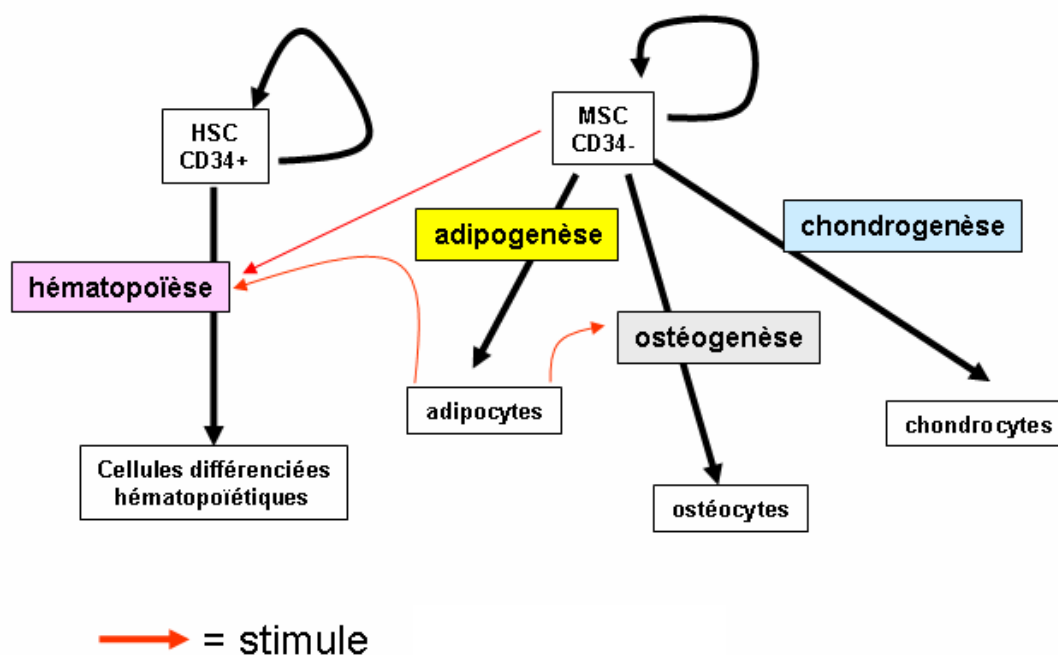 HSC
CD34+
MSC
CD34-
adipogenèse
chondrogenèse
hématopoïèse
ostéogenèse
adipocytes
chondrocytes
Cellules différenciées
hématopoïétiques
ostéocytes
= stimule